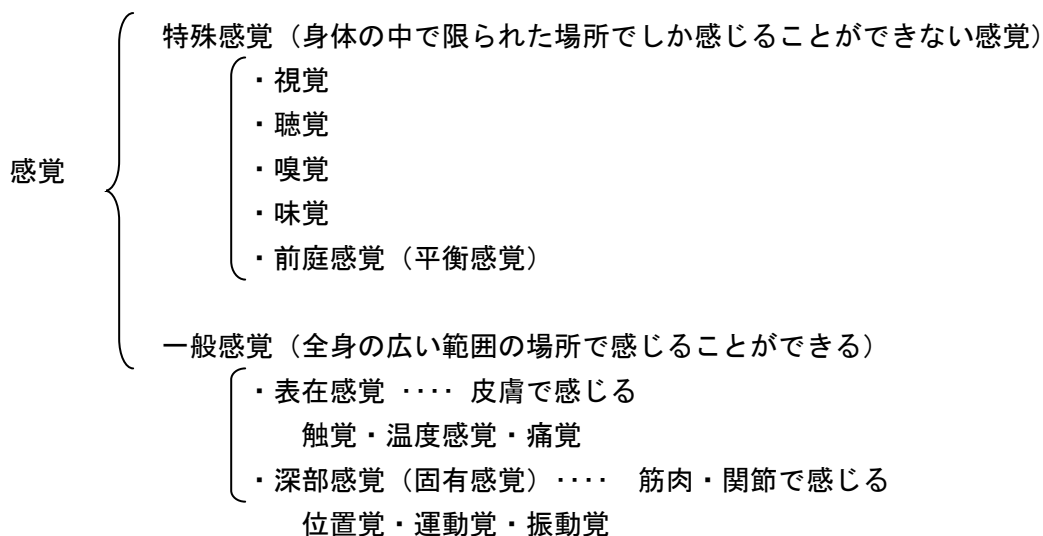 特殊感覚（身体の中で限られた場所でしか感じることができない感覚）
・視覚
・聴覚
感覚
・嗅覚
・味覚
・前庭感覚（平衡感覚）
一般感覚（全身の広い範囲の場所で感じることができる）
・表在感覚 ‥‥ 皮膚で感じる
触覚・温度感覚・痛覚
・深部感覚（固有感覚）‥‥　筋肉・関節で感じる
位置覚・運動覚・振動覚